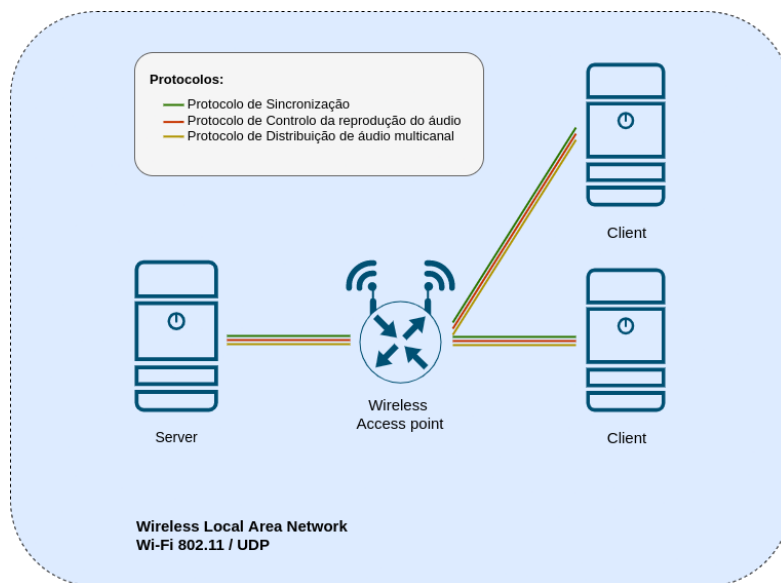 Protocolos:
Protocolo de Sincronização
Protocolo de Controlo da reprodução do áudio
Protocolo de Distribuição de áudio multicanal
Client
Server
Wireless
Access point
Client
Wireless Local Area Network
Wi-Fi 802.11 / UDP